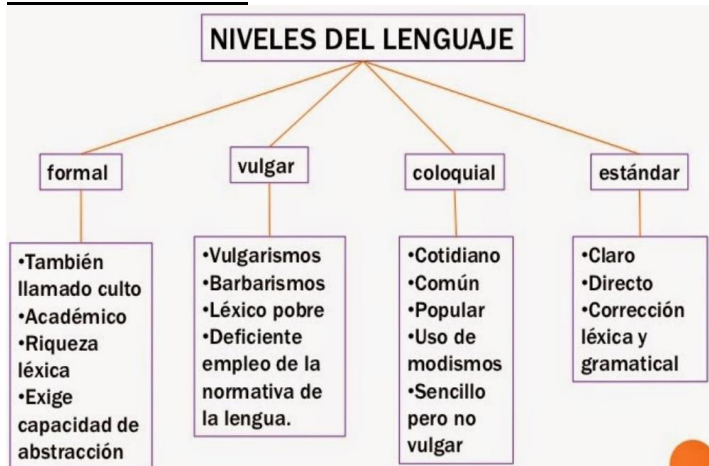 NIVELES DEL LENGUAJE
formal
•También
llamado culto
•Académico
•Riqueza
léxica
•Exige
capacidad de
abstracción
vulgar
•Vulgarismos
•Barbarismos
•Léxico pobre
•Deficiente
empleo de la
normativa de
la lengua.
coloquial
•Cotidiano
•Común
•Popular
•Uso de
modismos
•Sencillo
pero no
vulgar
estándar
•Claro
•Directo
•Corrección
léxica y
gramatical